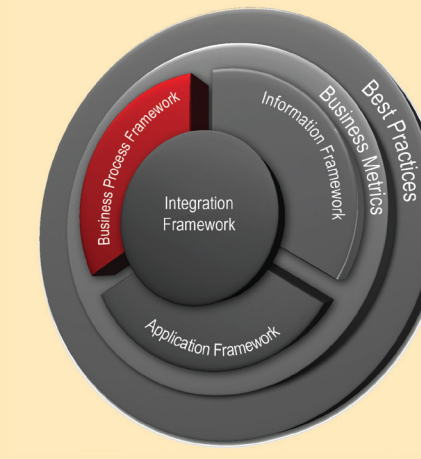 Best Practices
Business Metrics
Information Framework
Business Process Framework
Integration
Framework
Application Framework